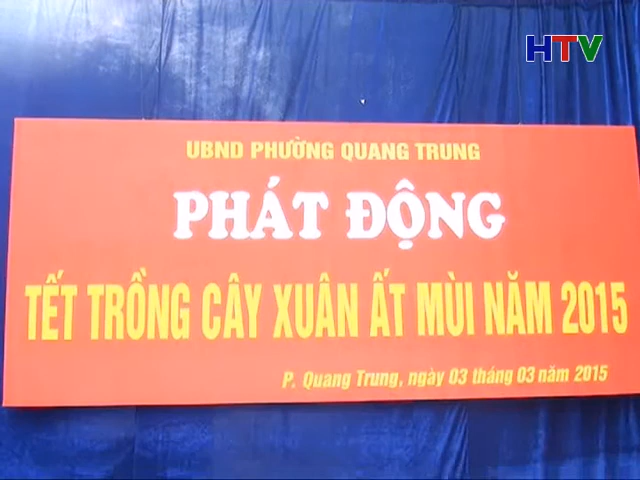 HTV
UBND PHƯỜNG QUANG TRUNG
PHÁT ĐỘNG
TẾT TRỒNG CÂY XUÂN ẤT MÙI NĂM 2015
P. Quang Trung, ngày 03 tháng 03 năm 2015